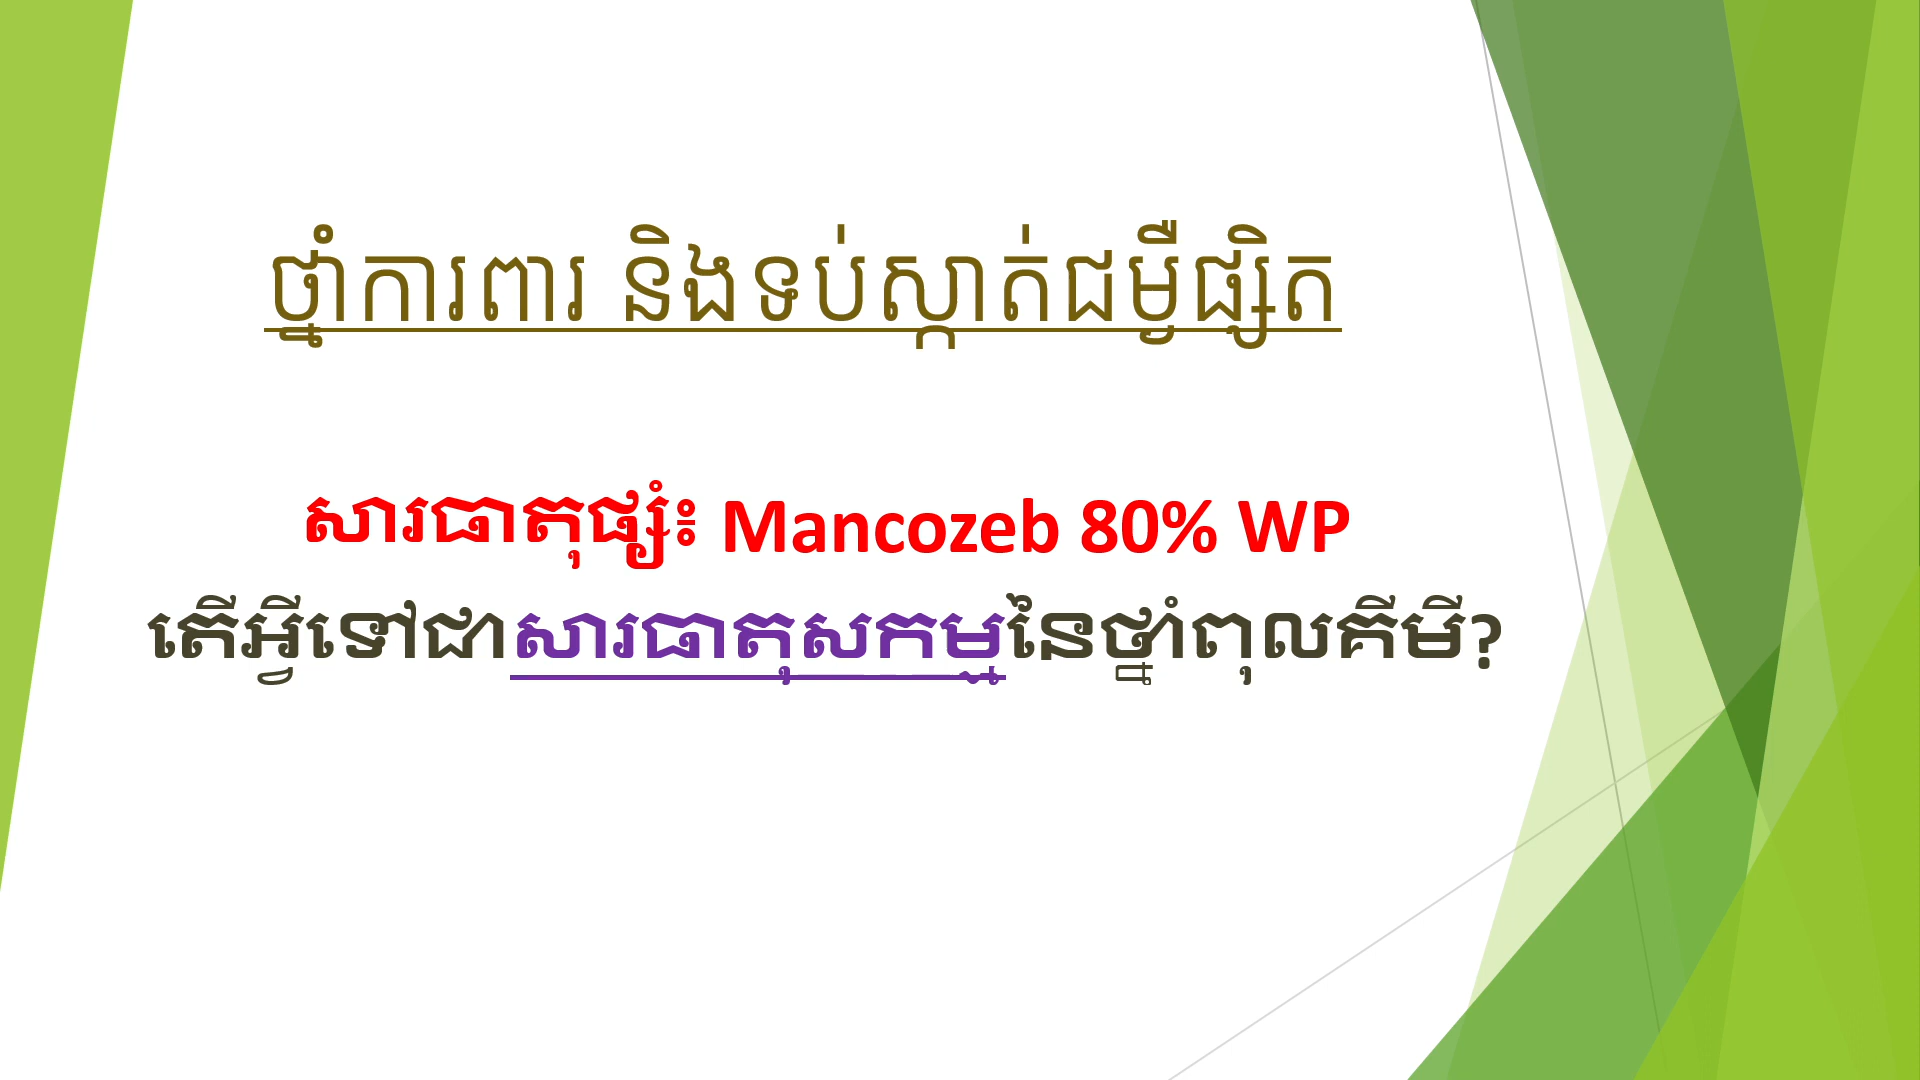 ថ្នាំការពារ និងទប់ស្កាត់ជម្ងឺផ្សិត
សារធាតុផ្សំ៖ Mancozeb 80% WP
តើអ្វីទៅជាសារធាតុសកម្មនៃថ្នាំពុលគីមី?